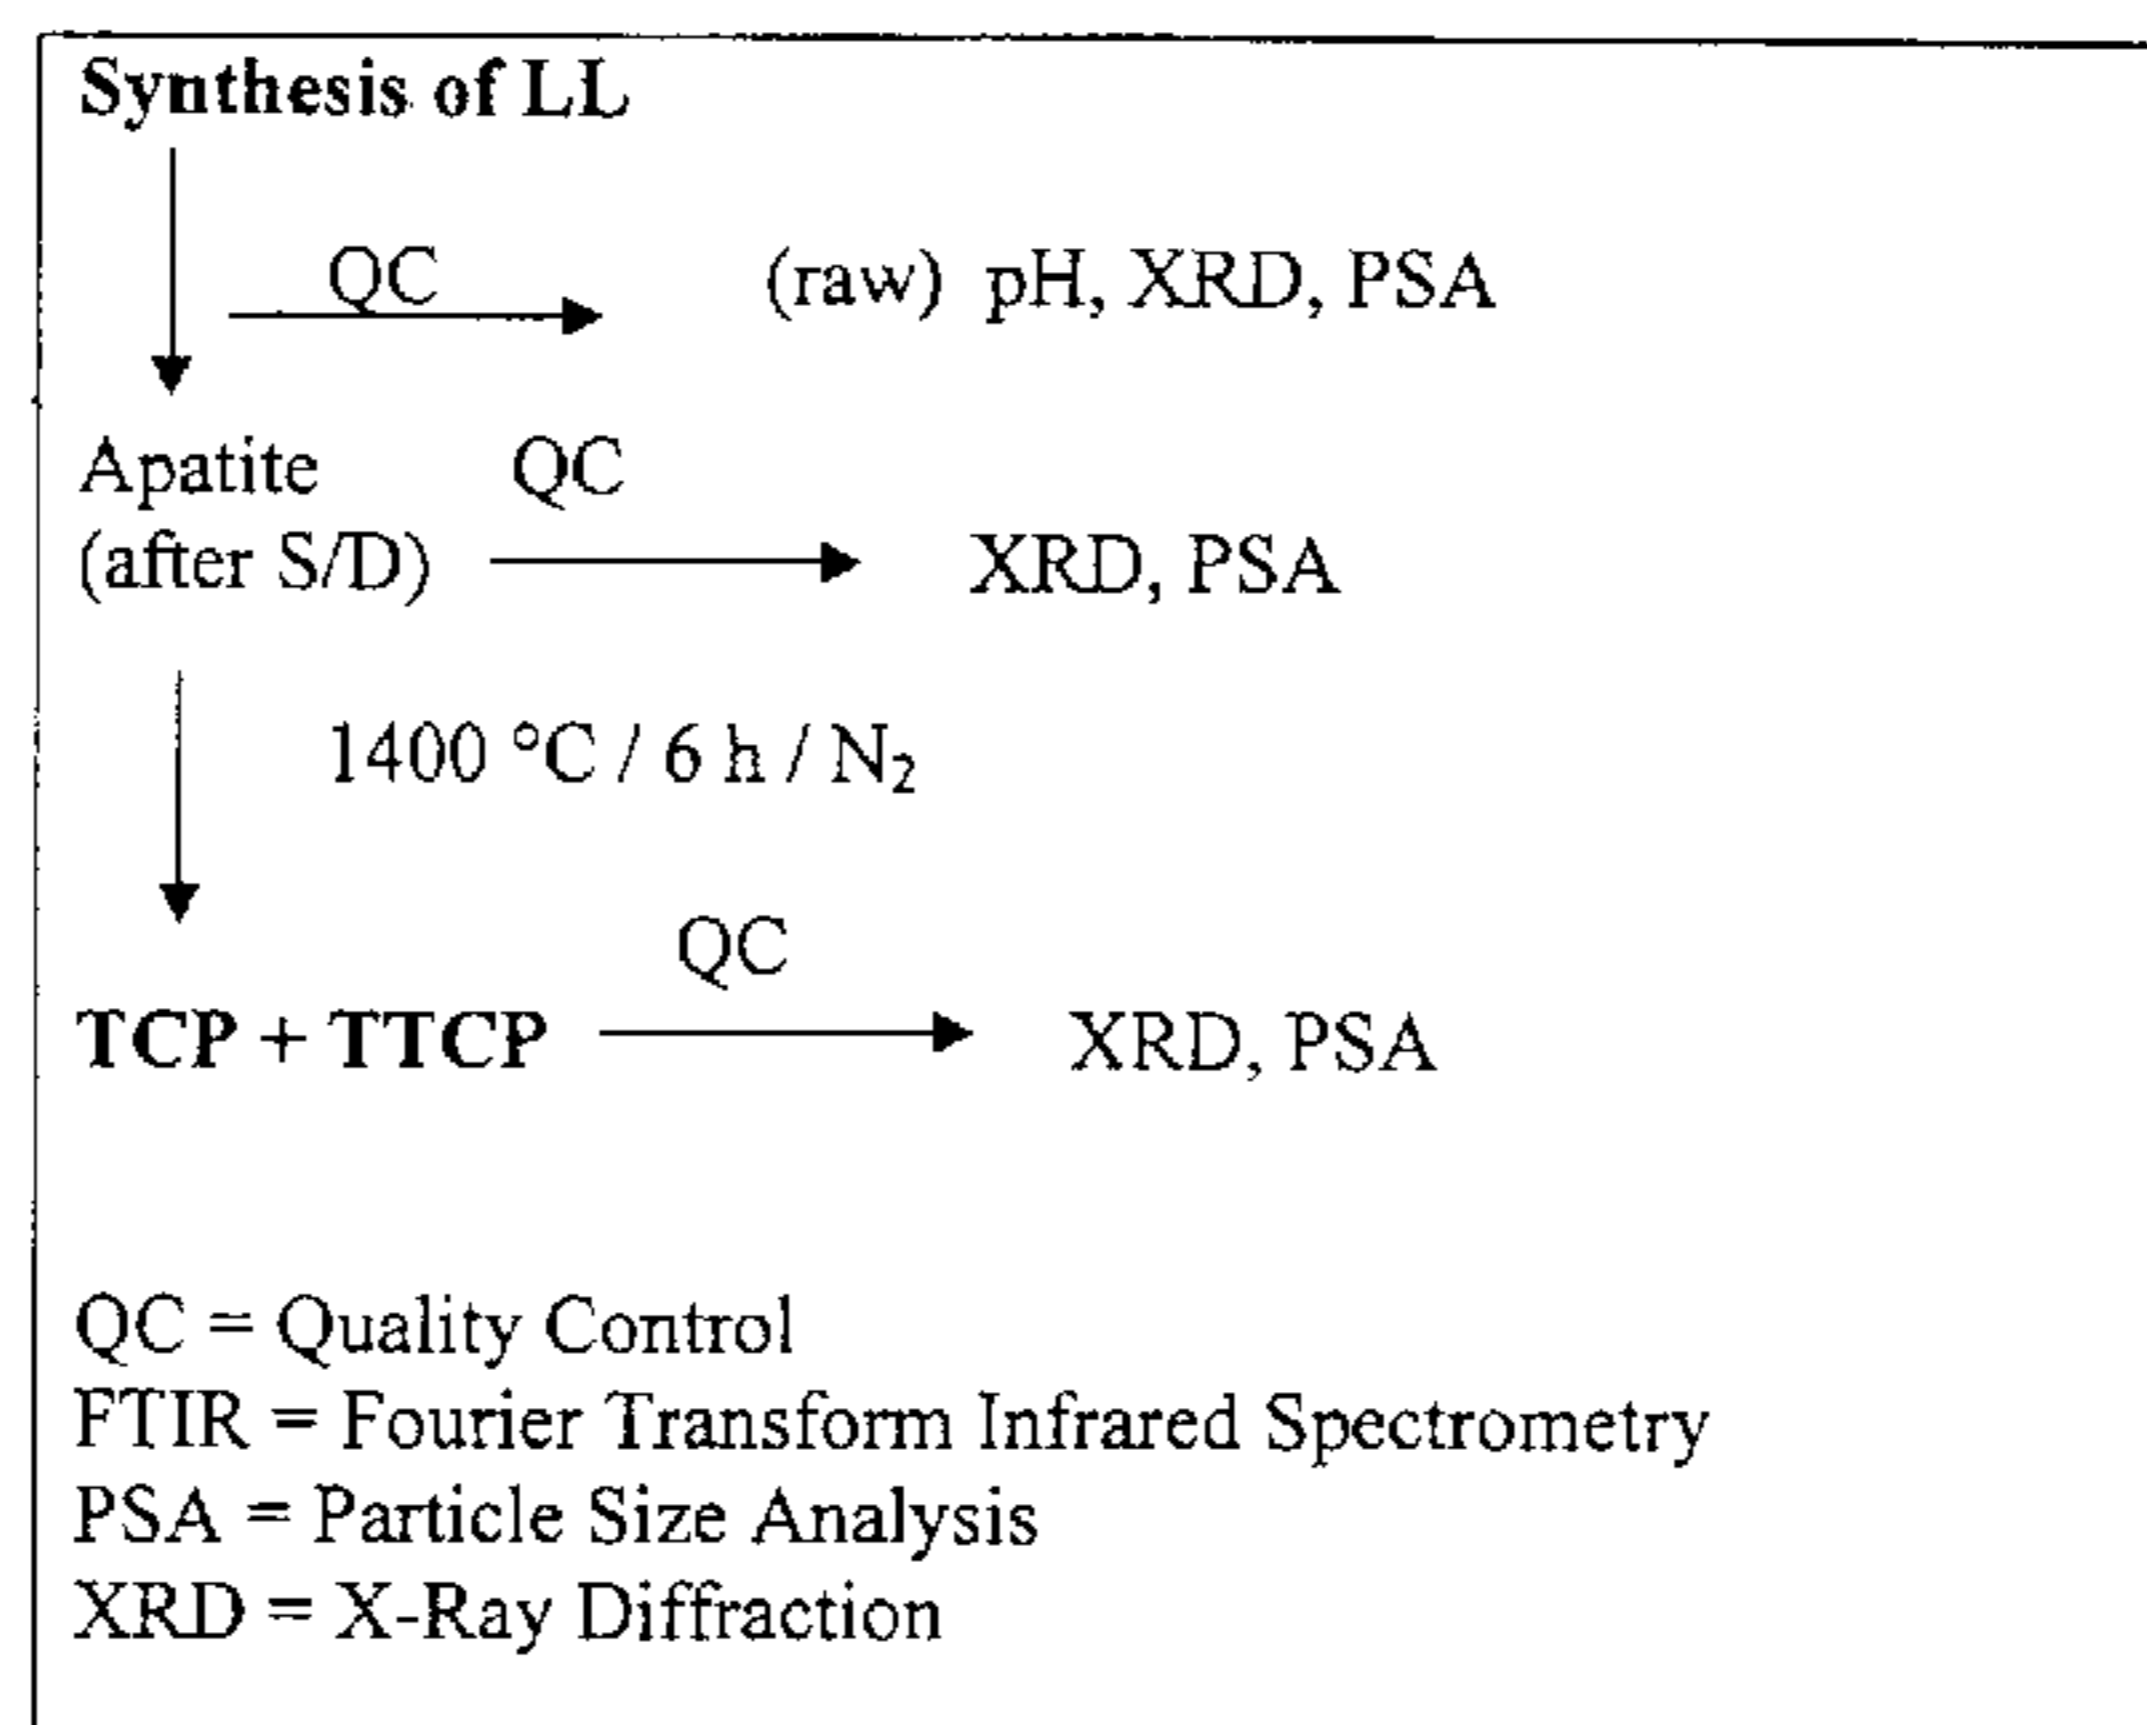 Synthesis of LL
QC
(raw) pH, XRD, PSA
Apatite QC
(after S/D) XRD, PSA
1400 °C / 6 h / N₂
QC
TCP + TTCP XRD, PSA
QC = Quality Control
FTIR = Fourier Transform Infrared Spectrometry
PSA = Particle Size Analysis
XRD = X-Ray Diffraction